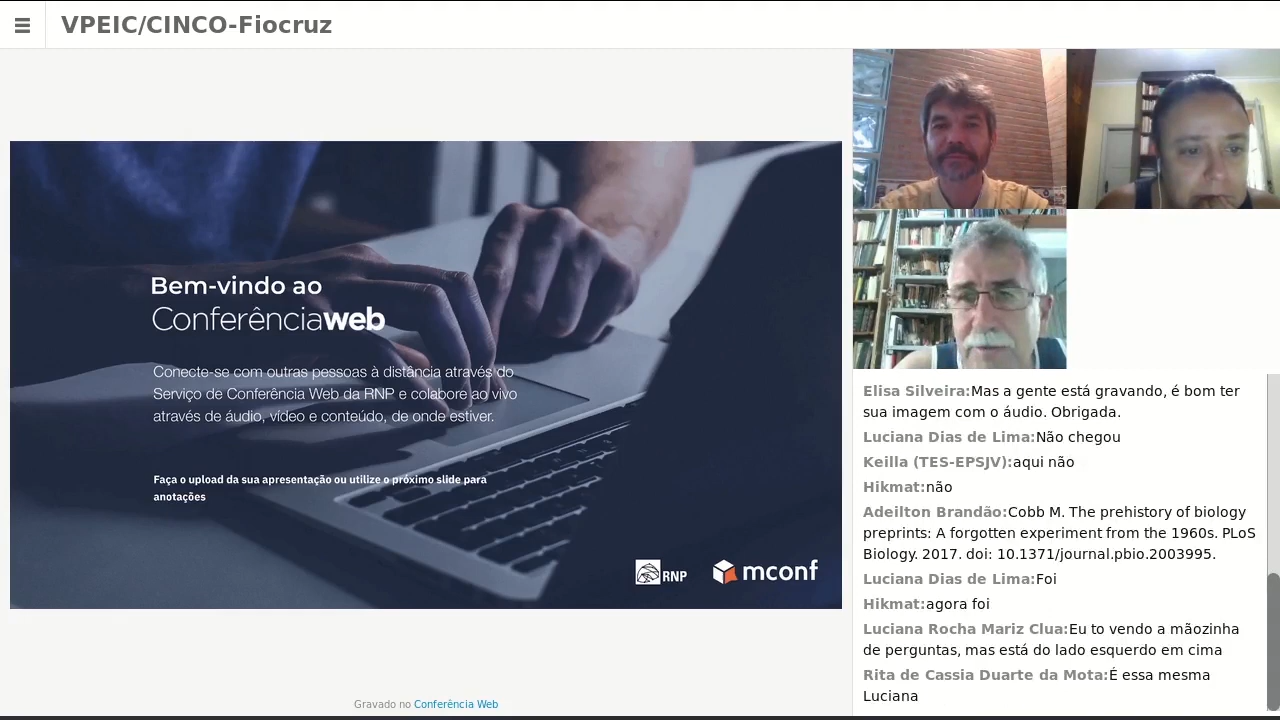 VPEIC/CINCO-Fiocruz
Bem-vindo ao
Conferênciaweb
Conecte-se com outras pessoas à distância através do
Serviço de Conferência Web da RNP e colabore ao vivo
através de áudio, vídeo e conteúdo, de onde estiver.
Faça o upload da sua apresentação ou utilize o próximo slide para
anotações
RNP
mconf
Gravado no Conferência Web
Elisa Silveira:Mas a gente está gravando, é bom ter
sua imagem com o áudio. Obrigada.
Luciana Dias de Lima:Não chegou
Keilla (TES-EPSJV):aqui não
Hikmat:não
Adeilton Brandão:Cobb M. The prehistory of biology
preprints: A forgotten experiment from the 1960s. PLoS
Biology. 2017. doi: 10.1371/journal.pbio.2003995.
Luciana Dias de Lima:Foi
Hikmat:agora foi
Luciana Rocha Mariz Clua:Eu to vendo a mãozinha
de perguntas, mas está do lado esquerdo em cima
Rita de Cassia Duarte da Mota:É essa mesma
Luciana